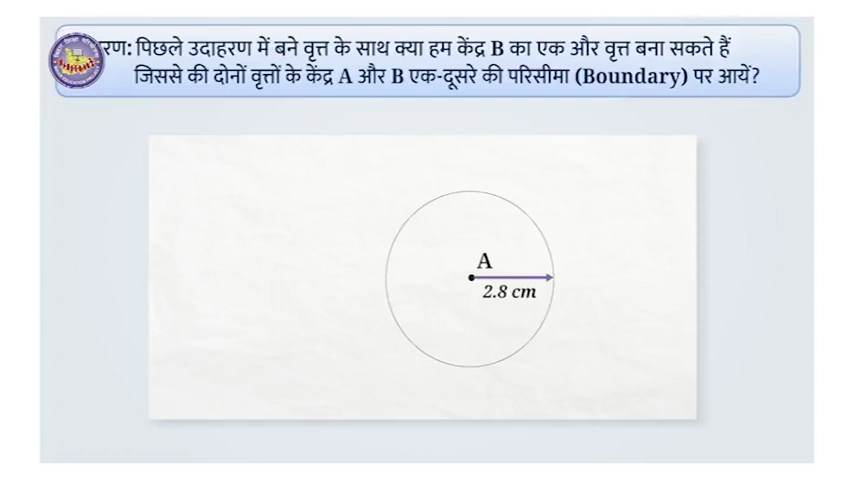 रण: पिछले उदाहरण में बने वृत्त के साथ क्या हम केंद्र B का एक और वृत्त बना सकते हैं
जिससे की दोनों वृत्तों के केंद्र A और B एक-दूसरे की परिसीमा (Boundary) पर आयें?
A
2.8 cm